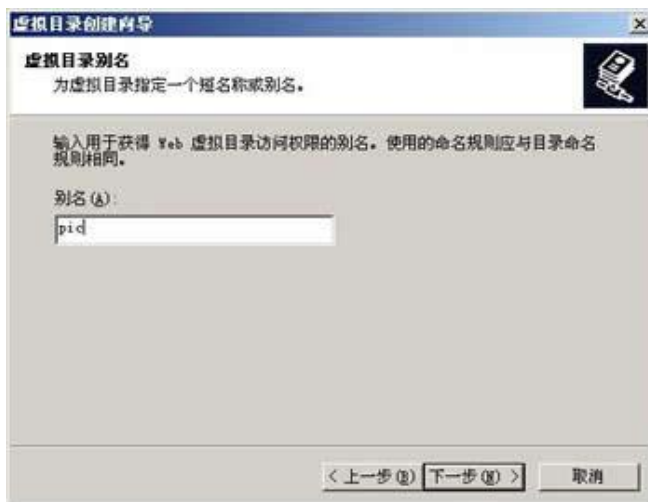 虚拟目录创建向导
虚拟目录别名
为虚拟目录指定一个短名称或别名。
输入用于获得 Web 虚拟目录访问权限的别名。使用的命名规则应与目录命名
规则相同。
别名(A):
pic
< 上一步(B)
下一步(N) >
取消